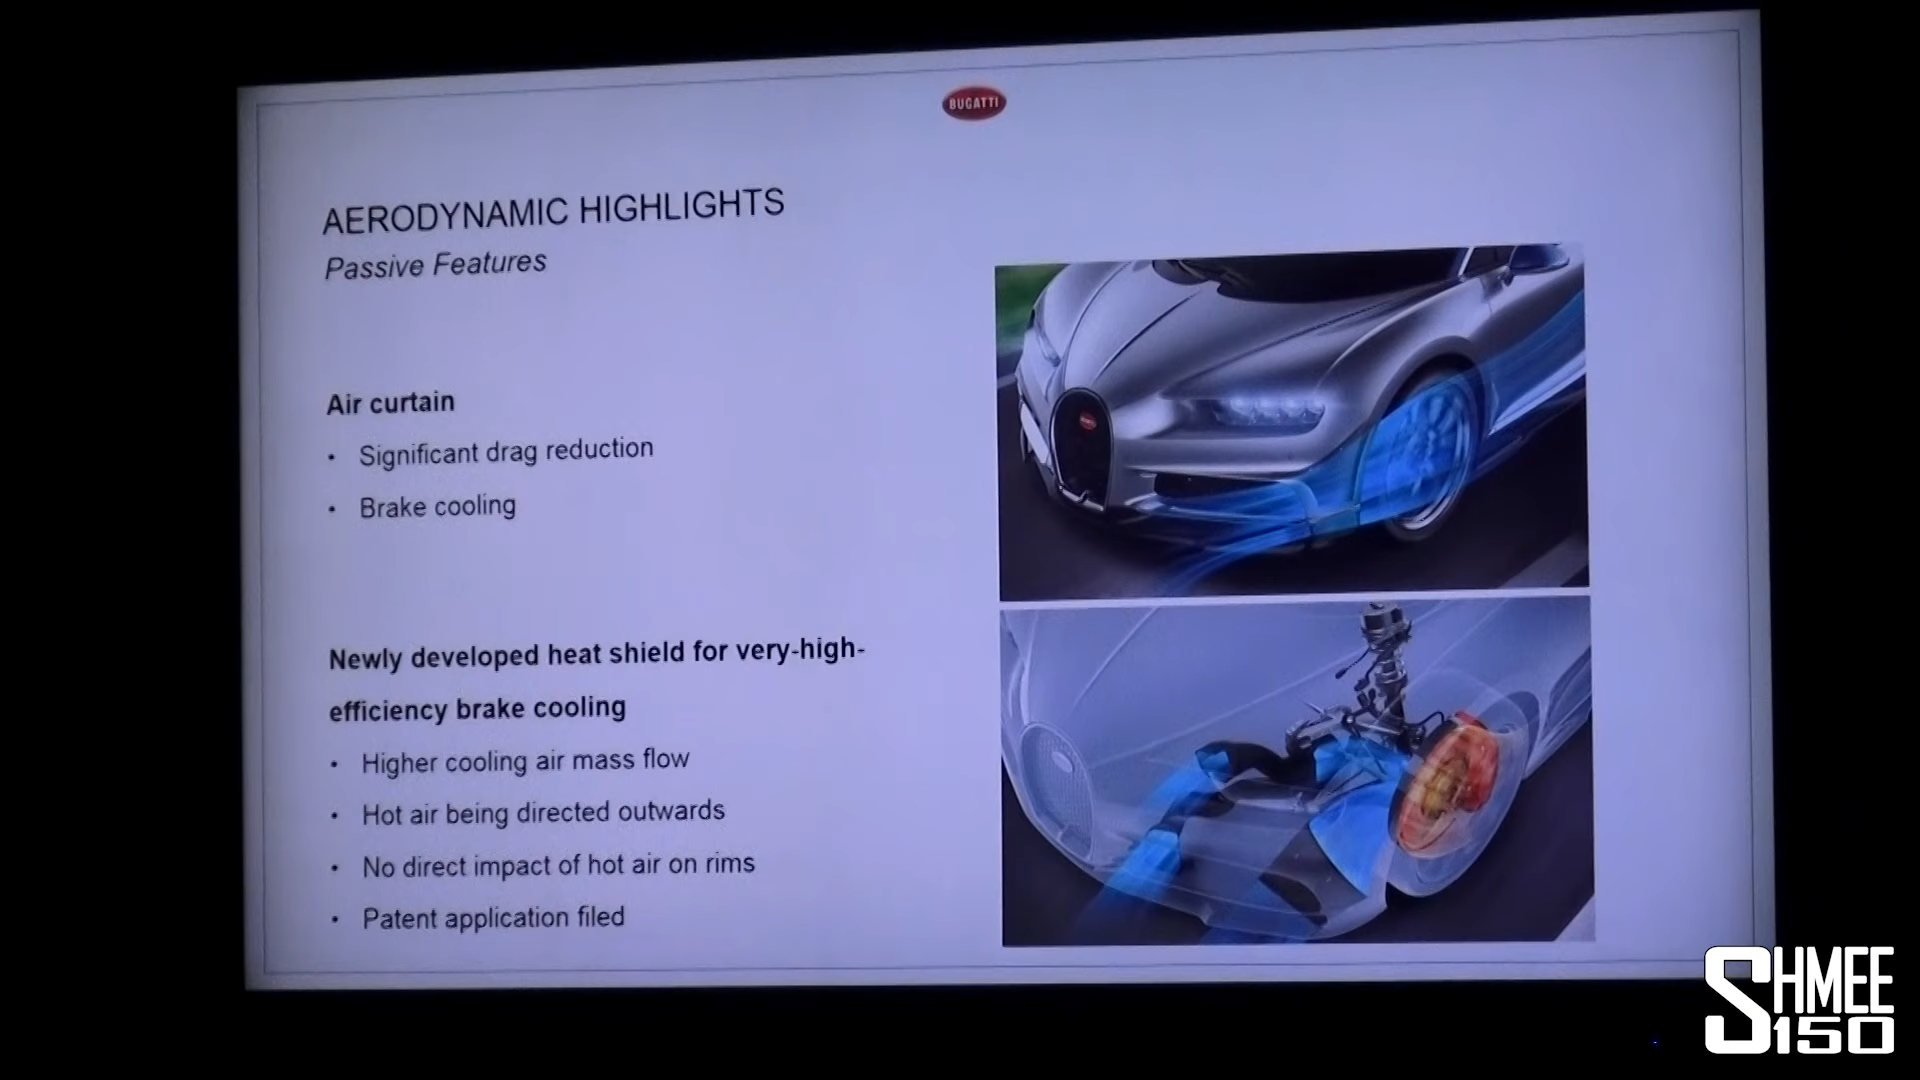 BUGATTI
AERODYNAMIC HIGHLIGHTS
Passive Features
Air curtain
• Significant drag reduction
• Brake cooling
Newly developed heat shield for very-high-
efficiency brake cooling
• Higher cooling air mass flow
• Hot air being directed outwards
• No direct impact of hot air on rims
• Patent application filed
SHMEE
150